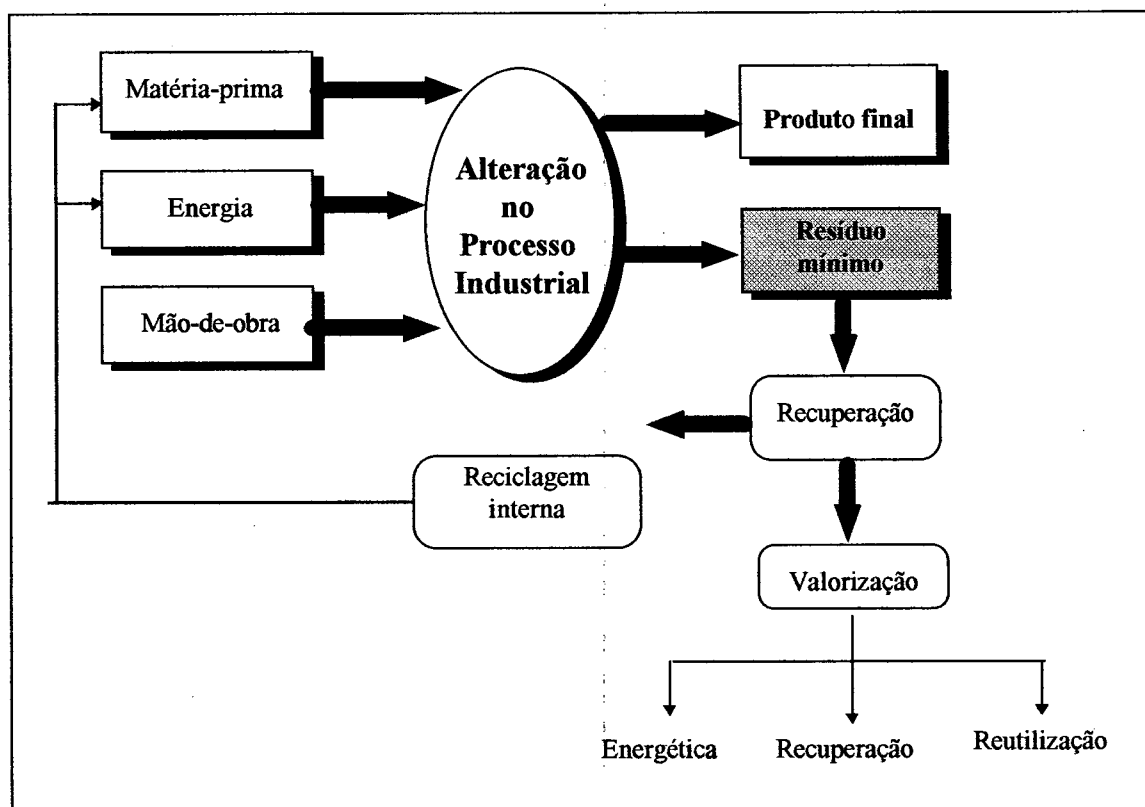 Matéria-prima
Energia
Mão-de-obra
Alteração
no
Processo
Industrial
Produto final
Resíduo
mínimo
Recuperação
Reciclagem
interna
Valorização
Energética
Recuperação
Reutilização